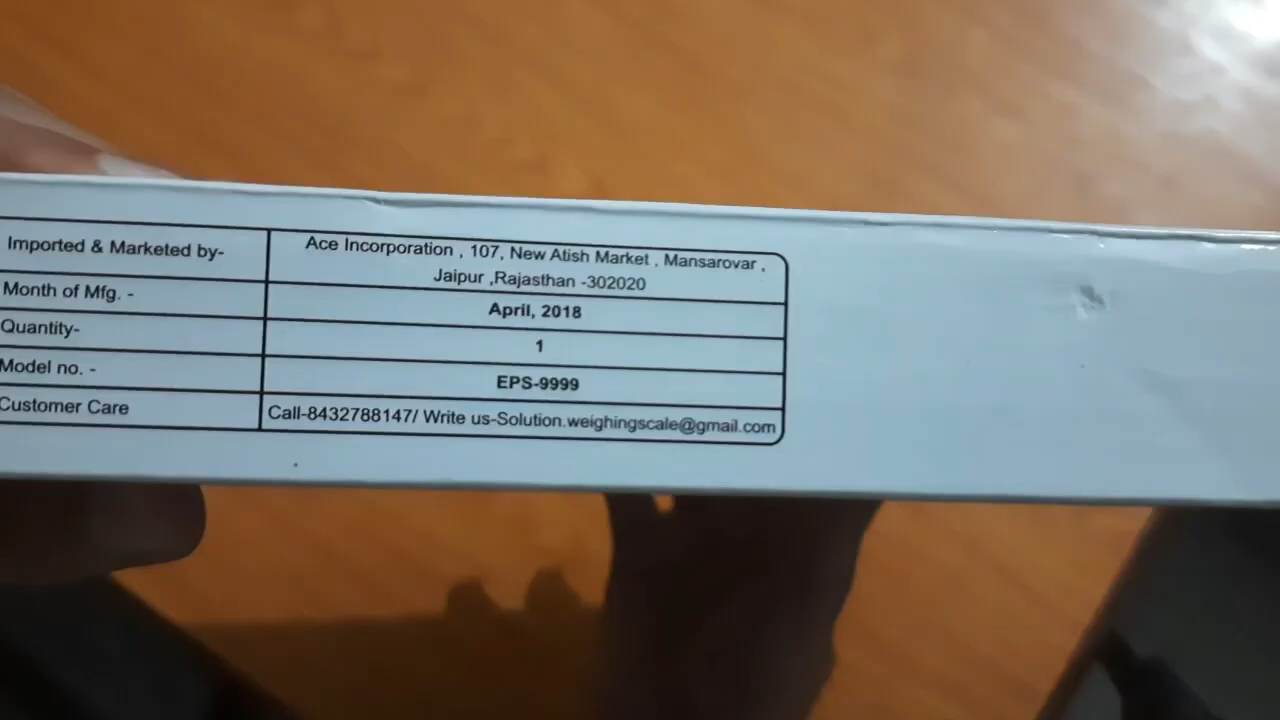 Imported & Marketed by-
Ace Incorporation , 107, New Atish Market , Mansarovar ,
Jaipur ,Rajasthan -302020
Month of Mfg. -
April, 2018
Quantity-
1
Model no. -
EPS-9999
Customer Care
Call-8432788147/ Write us-Solution.weighingscale@gmail.com